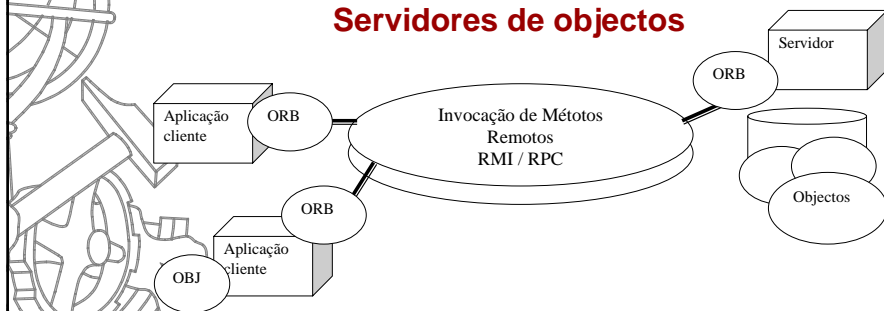 Servidores de objectos
Servidor
ORB
Aplicação
cliente
ORB
Invocação de Métotos
Remotos
RMI / RPC
Objectos
ORB
Aplicação
cliente
OBJ